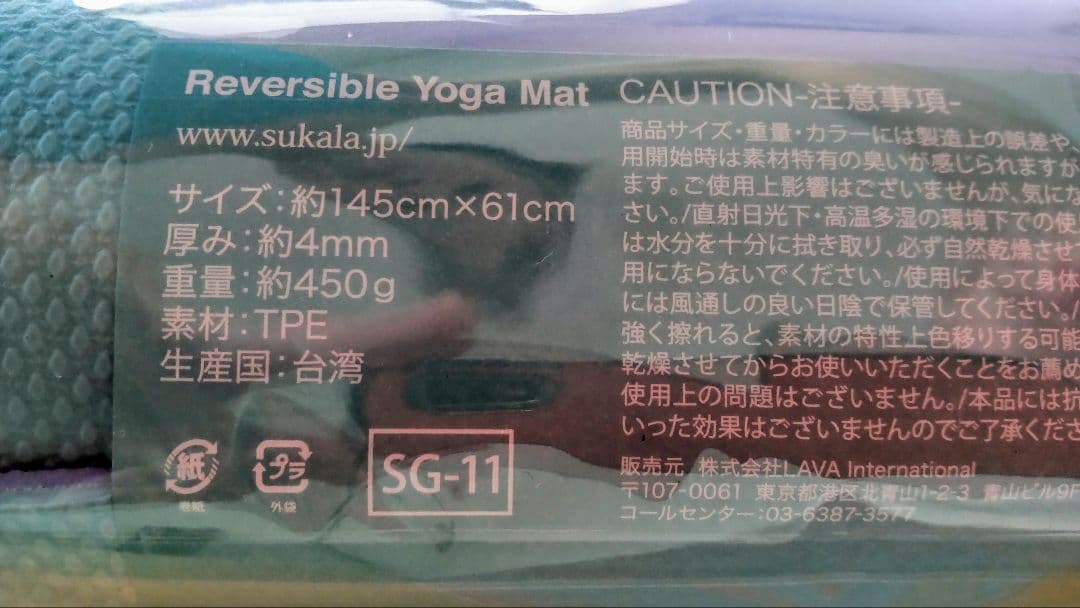 Reversible Yoga Mat
www.sukala.jp/
サイズ:約145cm×61cm
厚み:約4mm
重量:約450g
素材:TPE
生産国:台湾
紙
巻紙
プラ
外袋
SG-11
CAUTION-注意事項-
商品サイズ・重量・カラーには製造上の誤差や、
用開始時は素材特有の臭いが感じられますが
ます。ご使用上影響はございませんが、気にな
さい。/直射日光下・高温多湿の環境下での使
は水分を十分に拭き取り、必ず自然乾燥させて
用にならないでください。/使用によって身体
には風通しの良い日陰で保管してください。/
強く擦れると、素材の特性上色移りする可能
乾燥させてからお使いいただくことをお薦め
使用上の問題はございません。/本品には抗
いった効果はございませんのでご了承くださ
販売元 株式会社LAVA International
〒107-0061 東京都港区北青山1-2-3 青山ビル9F
コールセンター:03-6387-3577